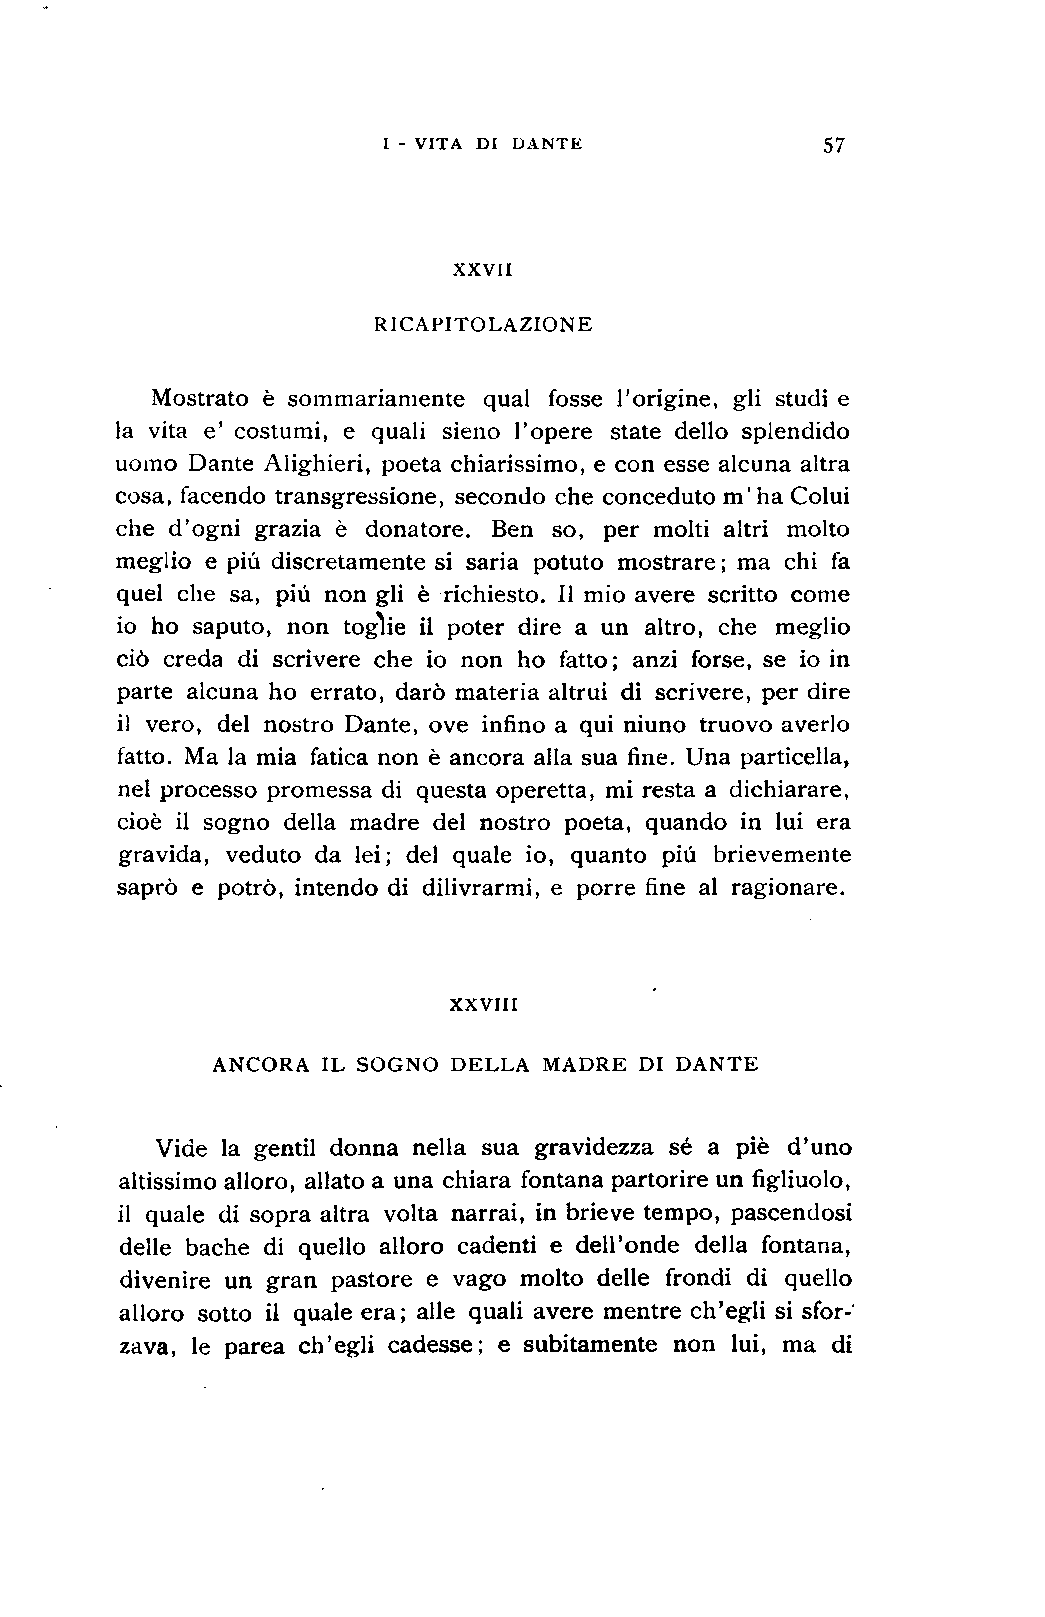 I - VITA DI DANTE 57
XXVII
RICAPITOLAZIONE
Mostrato è sommariamente qual fosse l'origine, gli studi e
la vita e' costumi, e quali sieno l'opere state dello splendido
uomo Dante Alighieri, poeta chiarissimo, e con esse alcuna altra
cosa, facendo transgressione, secondo che conceduto m'ha Colui
che d'ogni grazia è donatore. Ben so, per molti altri molto
meglio e piú discretamente si saria potuto mostrare; ma chi fa
quel che sa, piú non gli è richiesto. Il mio avere scritto come
io ho saputo, non toglie il poter dire a un altro, che meglio
ciò creda di scrivere che io non ho fatto; anzi forse, se io in
parte alcuna ho errato, darò materia altrui di scrivere, per dire
il vero, del nostro Dante, ove infino a qui niuno truovo averlo
fatto. Ma la mia fatica non è ancora alla sua fine. Una particella,
nel processo promessa di questa operetta, mi resta a dichiarare,
cioè il sogno della madre del nostro poeta, quando in lui era
gravida, veduto da lei; del quale io, quanto piú brievemente
saprò e potrò, intendo di dilivrarmi, e porre fine al ragionare.
XXVIII
ANCORA IL SOGNO DELLA MADRE DI DANTE
Vide la gentil donna nella sua gravidezza sé a piè d'uno
altissimo alloro, allato a una chiara fontana partorire un figliuolo,
il quale di sopra altra volta narrai, in brieve tempo, pascendosi
delle bache di quello alloro cadenti e dell'onde della fontana,
divenire un gran pastore e vago molto delle frondi di quello
alloro sotto il quale era; alle quali avere mentre ch'egli si sfor-
zava, le parea ch'egli cadesse; e subitamente non lui, ma di